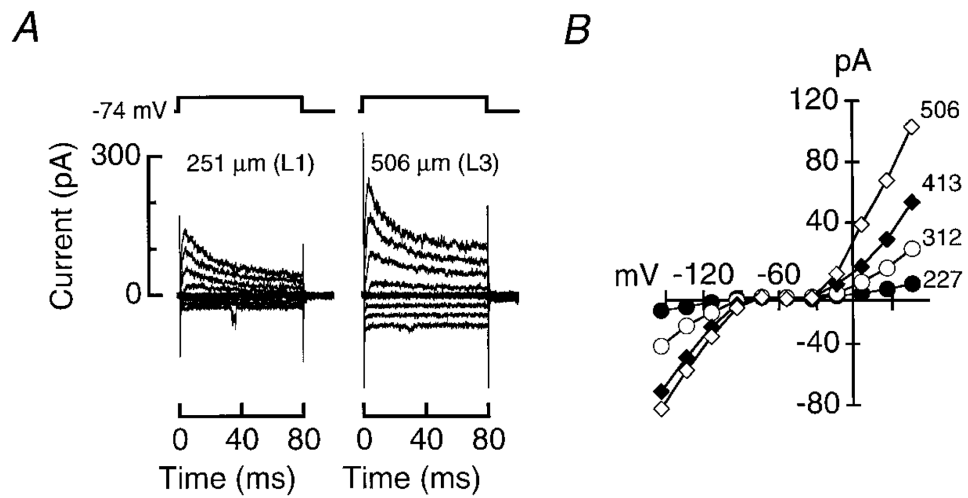 A
B
-74 mV
251 μm (L1)
506 μm (L3)
Current (pA)
300
0
0 40 80
0 40 80
Time (ms)
Time (ms)
pA
120
80
40
-40
-80
mV
-120
-60
506
413
312
227